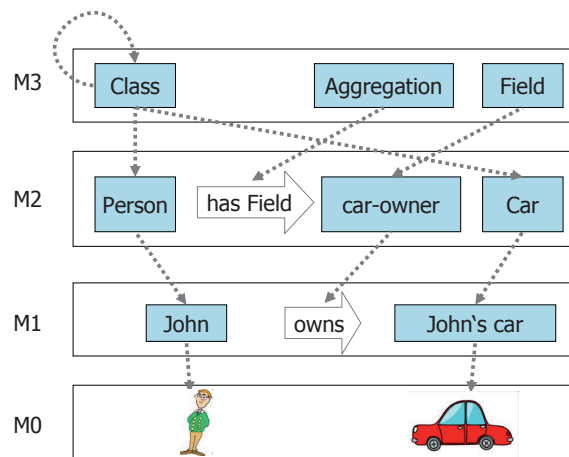 M3
Class
Aggregation
Field
M2
Person
has Field
car-owner
Car
M1
John
owns
John‘s car
M0